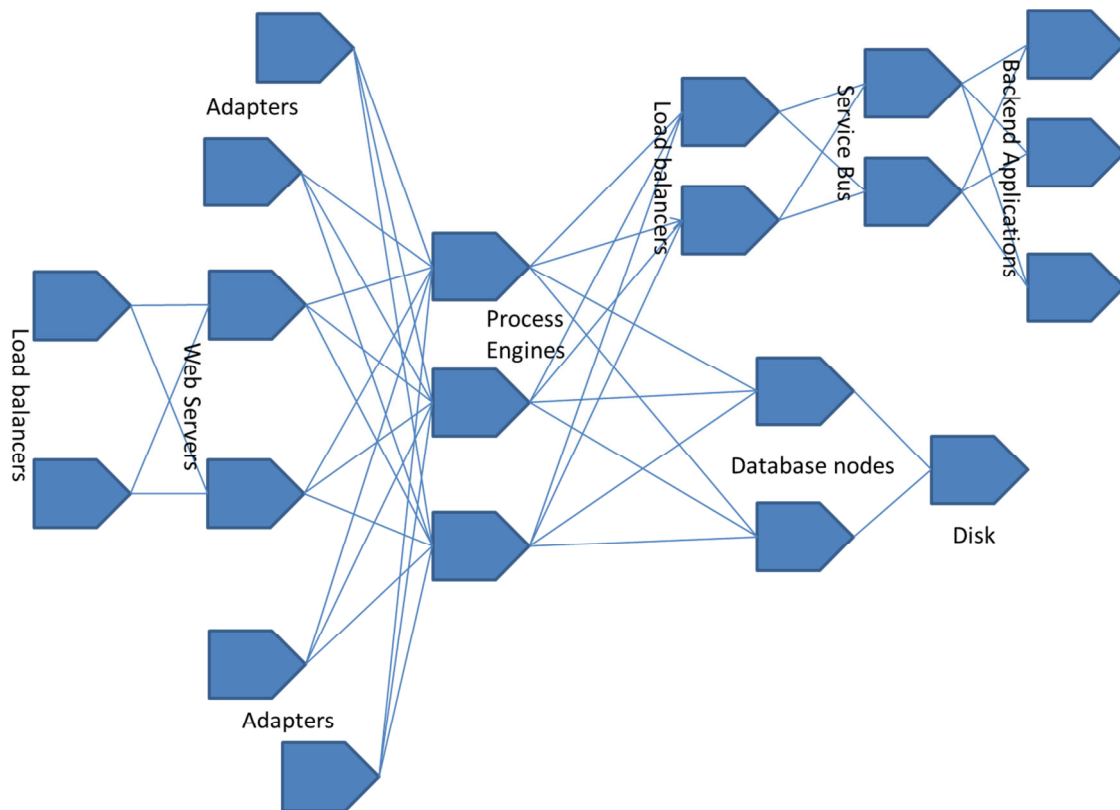 Adapters
Load balancers
Service Bus
Backend Applications
Process
Engines
Load balancers
Web Servers
Database nodes
Disk
Adapters